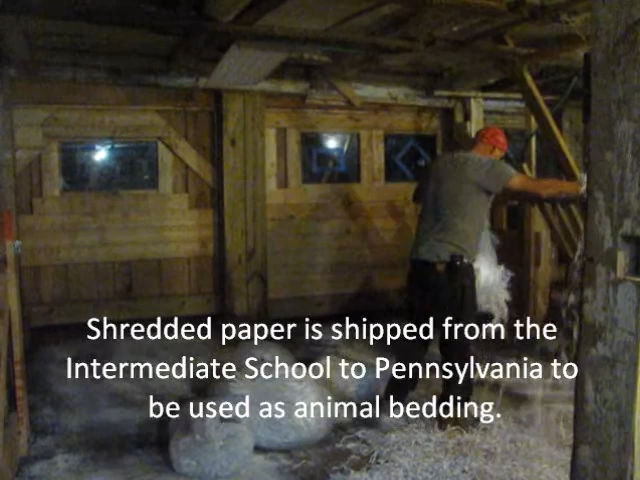 Shredded paper is shipped from the
Intermediate School to Pennsylvania to
be used as animal bedding.